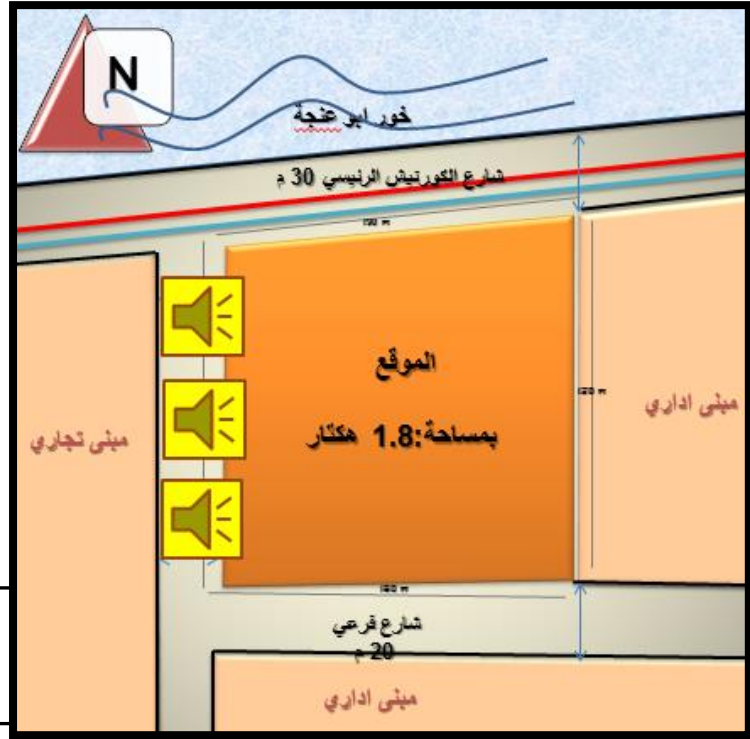 N
خور ابو عنجة
شارع الكورنيش الرئيسي 30 م
الموقع
بمساحة:1.8 هكتار
مبنى اداري
مبنى تجاري
شارع فرعي
20 م
مبنى اداري